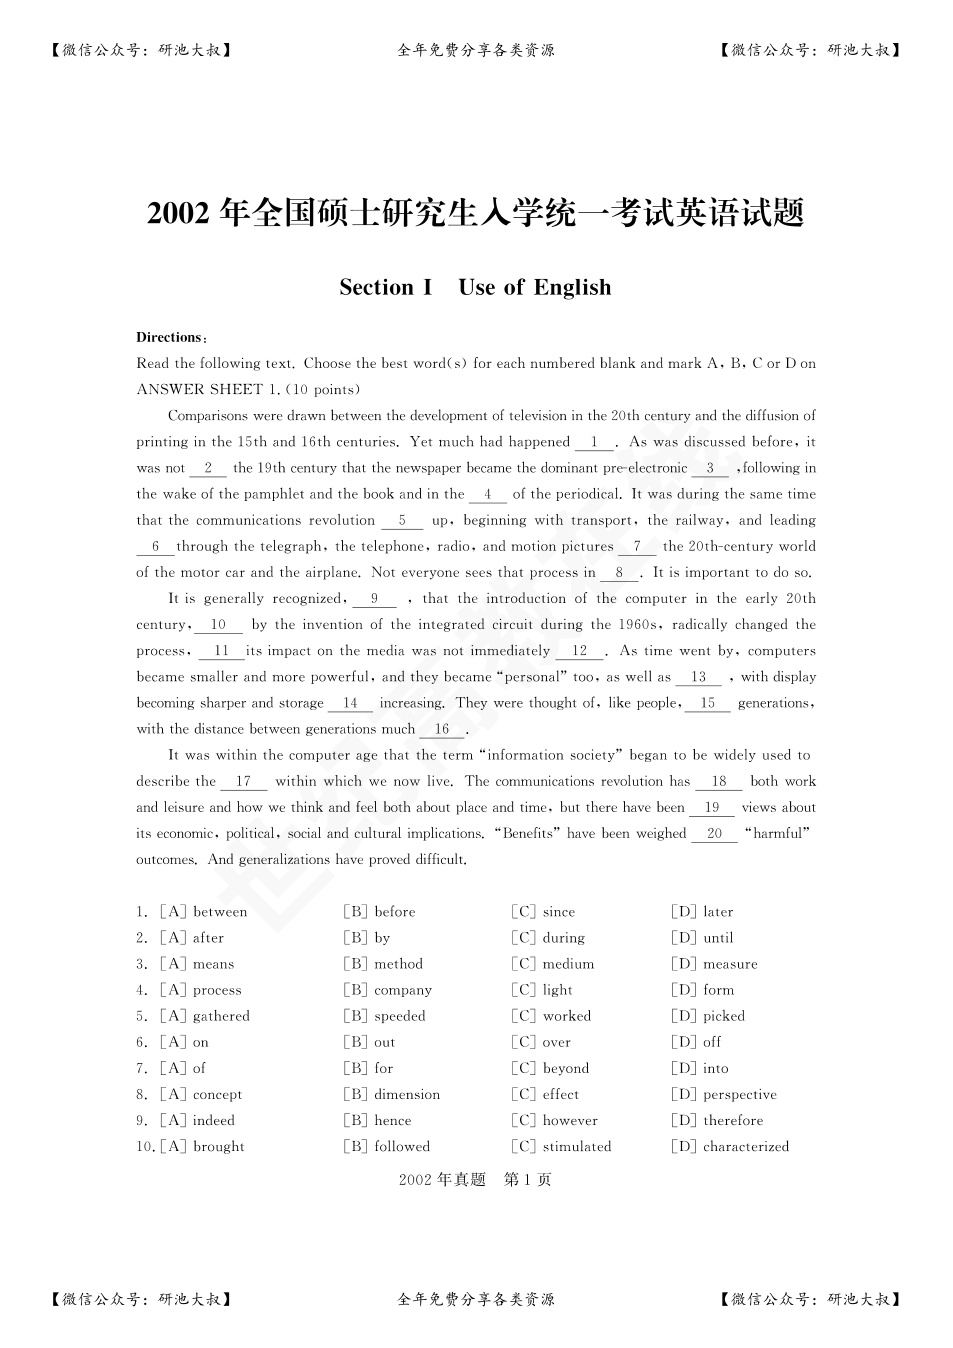 【微信公众号：研池大叔】 全年免费分享各类资源 【微信公众号：研池大叔】
2002 年全国硕士研究生入学统一考试英语试题
Section I Use of English
Directions:
Read the following text. Choose the best word(s) for each numbered blank and mark A, B, C or D on
ANSWER SHEET 1. (10 points)
Comparisons were drawn between the development of television in the 20th century and the diffusion of
printing in the 15th and 16th centuries. Yet much had happened 1 . As was discussed before, it
was not 2 the 19th century that the newspaper became the dominant pre-electronic 3 ,following in
the wake of the pamphlet and the book and in the 4 of the periodical. It was during the same time
that the communications revolution 5 up, beginning with transport, the railway, and leading
6 through the telegraph, the telephone, radio, and motion pictures 7 the 20th-century world
of the motor car and the airplane. Not everyone sees that process in 8 . It is important to do so.
It is generally recognized, 9 , that the introduction of the computer in the early 20th
century, 10 by the invention of the integrated circuit during the 1960s, radically changed the
process, 11 its impact on the media was not immediately 12 . As time went by, computers
became smaller and more powerful, and they became “personal” too, as well as 13 , with display
becoming sharper and storage 14 increasing. They were thought of, like people, 15 generations,
with the distance between generations much 16 .
It was within the computer age that the term “information society” began to be widely used to
describe the 17 within which we now live. The communications revolution has 18 both work
and leisure and how we think and feel both about place and time, but there have been 19 views about
its economic, political, social and cultural implications. “Benefits” have been weighed 20 “harmful”
outcomes. And generalizations have proved difficult.
1. [A] between [B] before [C] since [D] later
2. [A] after [B] by [C] during [D] until
3. [A] means [B] method [C] medium [D] measure
4. [A] process [B] company [C] light [D] form
5. [A] gathered [B] speeded [C] worked [D] picked
6. [A] on [B] out [C] over [D] off
7. [A] of [B] for [C] beyond [D] into
8. [A] concept [B] dimension [C] effect [D] perspective
9. [A] indeed [B] hence [C] however [D] therefore
10. [A] brought [B] followed [C] stimulated [D] characterized
2002 年真题 第 1 页
【微信公众号：研池大叔】 全年免费分享各类资源 【微信公众号：研池大叔】